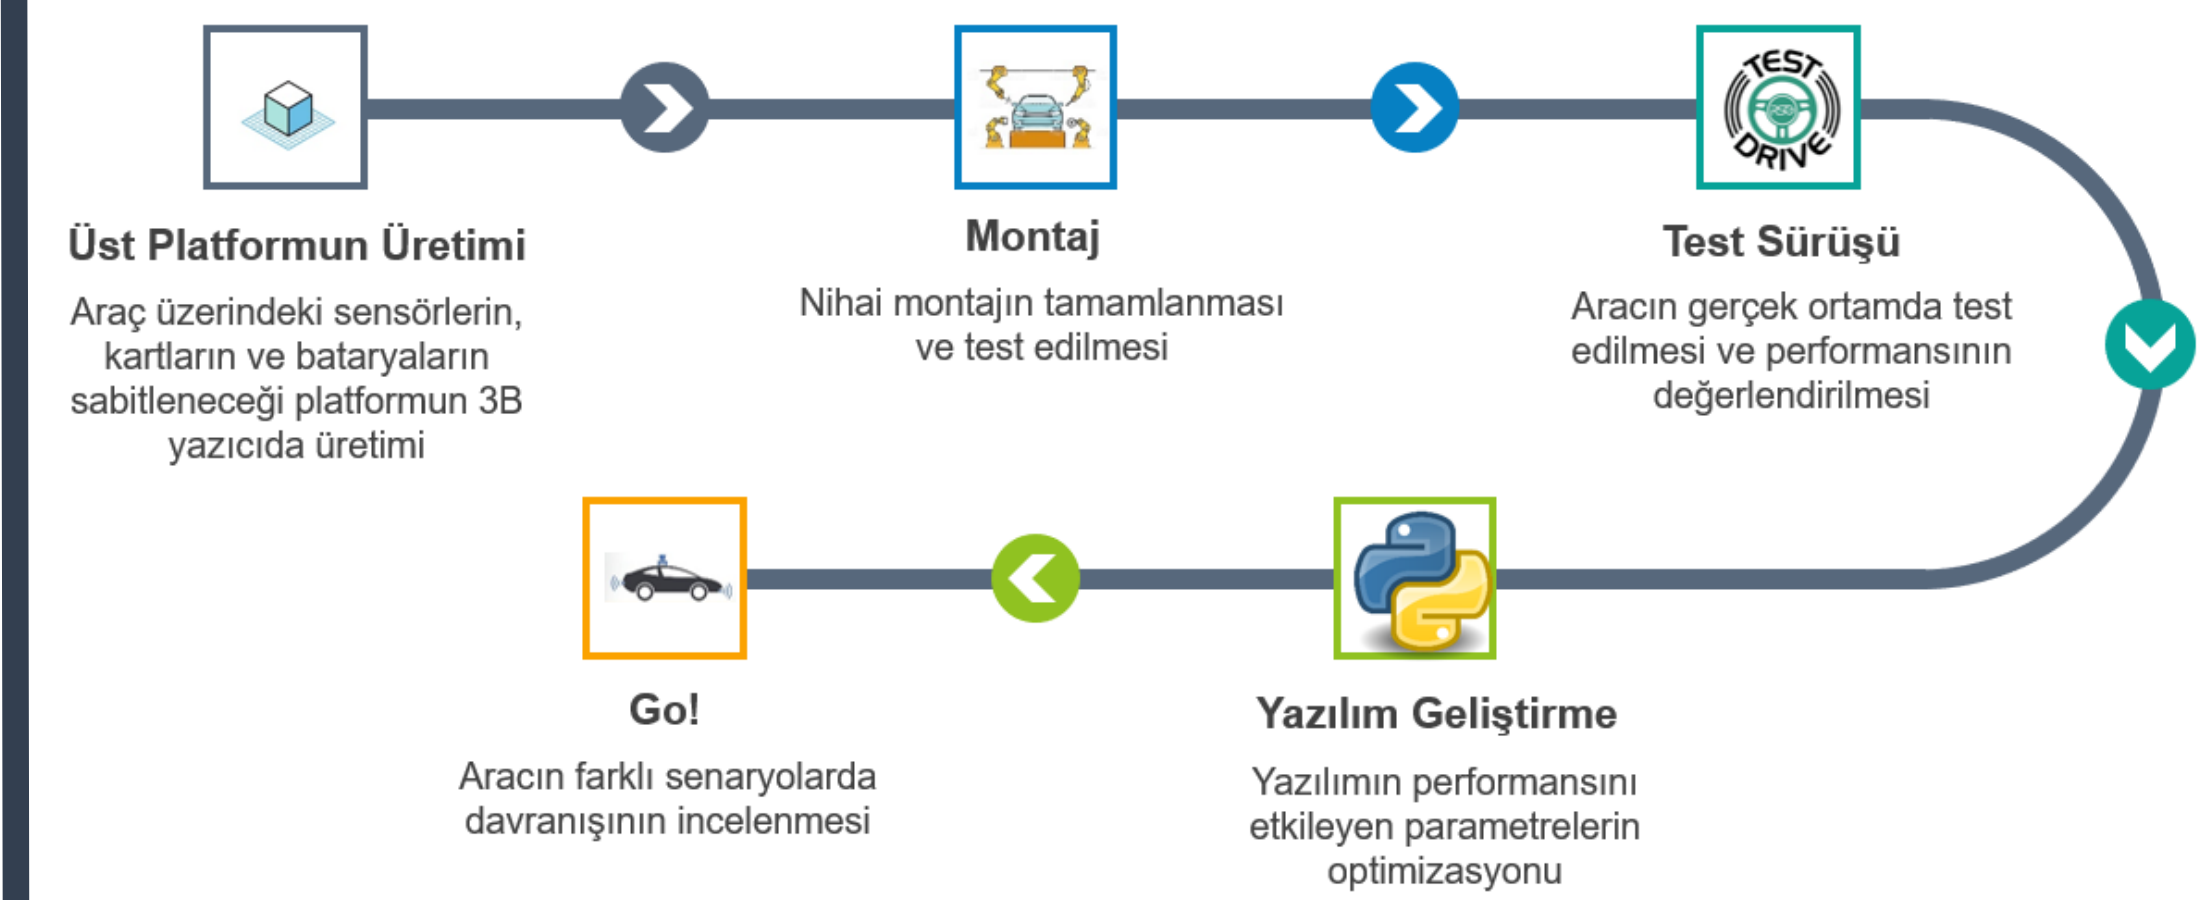 TEST
DRIVE
Üst Platformun Üretimi
Araç üzerindeki sensörlerin,
kartların ve bataryaların
sabitleneceği platformun 3B
yazıcıda üretimi
Montaj
Nihai montajın tamamlanması
ve test edilmesi
Test Sürüşü
Aracın gerçek ortamda test
edilmesi ve performansının
değerlendirilmesi
Go!
Aracın farklı senaryolarda
davranışının incelenmesi
Yazılım Geliştirme
Yazılımın performansını
etkileyen parametrelerin
optimizasyonu